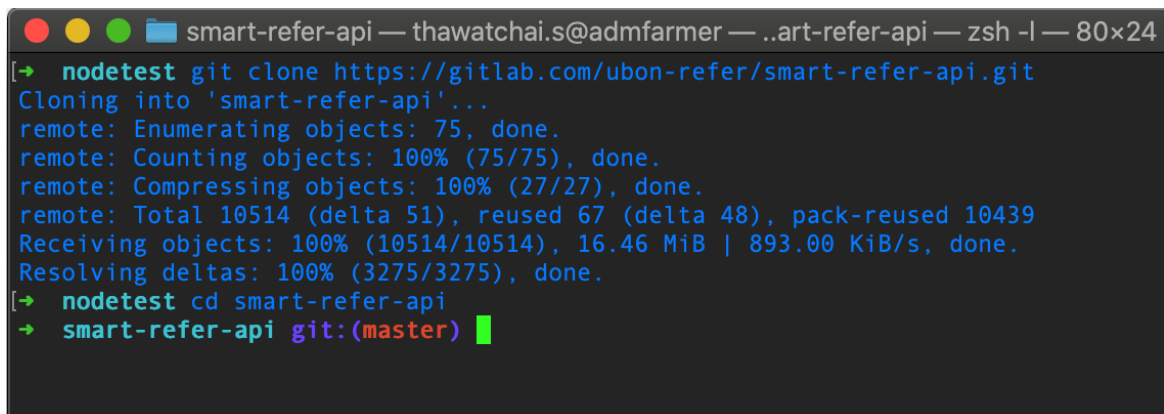 smart-refer-api — thawatchai.s@admfarmer — ..art-refer-api — zsh -l — 80×24
[➜ nodetest git clone https://gitlab.com/ubon-refer/smart-refer-api.git
Cloning into 'smart-refer-api'...
remote: Enumerating objects: 75, done.
remote: Counting objects: 100% (75/75), done.
remote: Compressing objects: 100% (27/27), done.
remote: Total 10514 (delta 51), reused 67 (delta 48), pack-reused 10439
Receiving objects: 100% (10514/10514), 16.46 MiB | 893.00 KiB/s, done.
Resolving deltas: 100% (3275/3275), done.
[➜ nodetest cd smart-refer-api
➜ smart-refer-api git:(master)